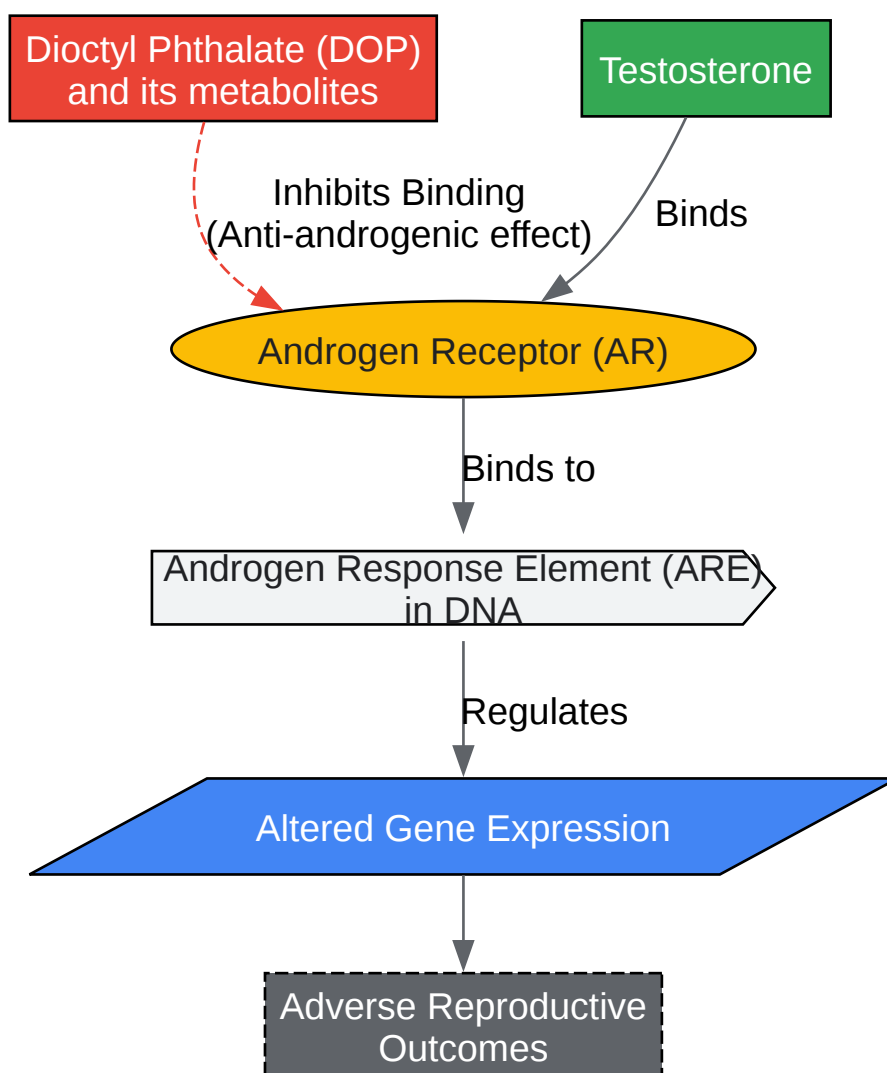 Dioctyl Phthalate (DOP)
and its metabolites
Testosterone
Inhibits Binding
(Anti-androgenic effect)
Binds
Androgen Receptor (AR)
Binds to
Androgen Response Element (ARE)
in DNA
Regulates
Altered Gene Expression
Adverse Reproductive
Outcomes